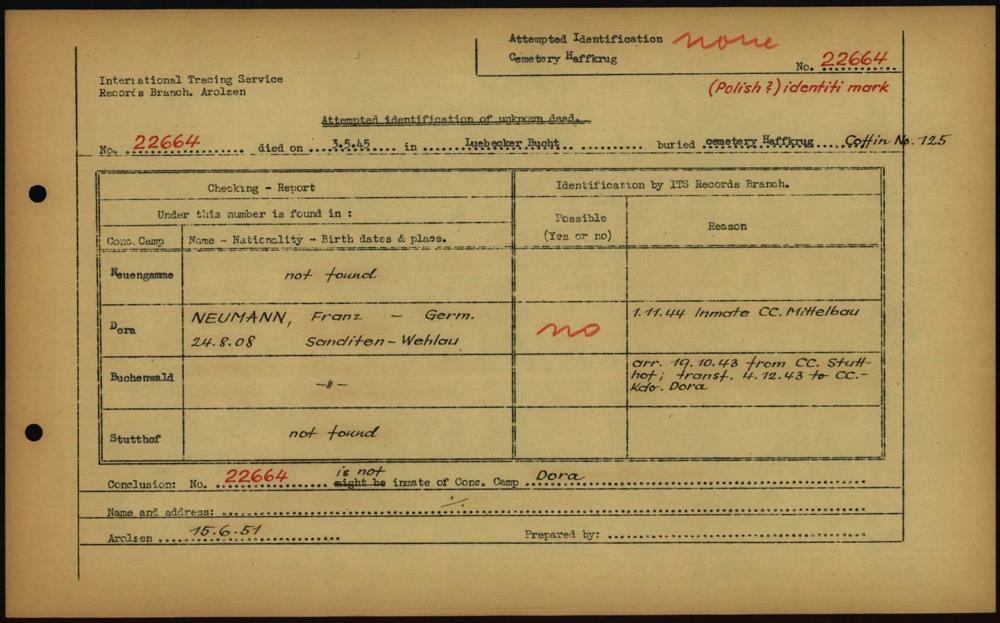 Attempted Identification none
Cemetery Haffkrug No. 22664
International Tracing Service (Polish ?) identiti mark
Records Branch. Arolsen
Attempted identification of unknown dead.
No. 22664 died on 3.5.45 in Luebecker Bucht buried cemetery Haffkrug Coffin No. 125
Checking - Report Identification by ITS Records Branch.
Under this number is found in : Possible Reason
Conc. Camp Name - Nationality - Birth dates & place. (Yes or no)
Neuengamme not found
Dora NEUMANN, Franz - Germ. no 1.11.44 Inmate CC. Mittelbau
24.8.08 Sanditen - Wehlau
Buchenwald -"- arr. 19.10.43 from CC. Stutt-
hof; transf. 4.12.43 to CC.-
Kdo. Dora
Stutthof not found
is not
Conclusion: No. 22664 might be inmate of Conc. Camp Dora
Name and address: ./.
Arolsen 15.6.51 Prepared by: